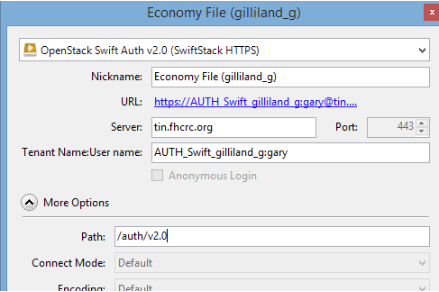 Economy File (gilliland_g)
x
OpenStack Swift Auth v2.0 (SwiftStack HTTPS)
Nickname: Economy File (gilliland_g)
URL: https://AUTH_Swift_gilliland_g:gary@tin....
Server: tin.fhcrc.org Port: 443
Tenant Name:User name: AUTH_Swift_gilliland_g:gary
Anonymous Login
More Options
Path: /auth/v2.0
Connect Mode: Default
Encoding: Default